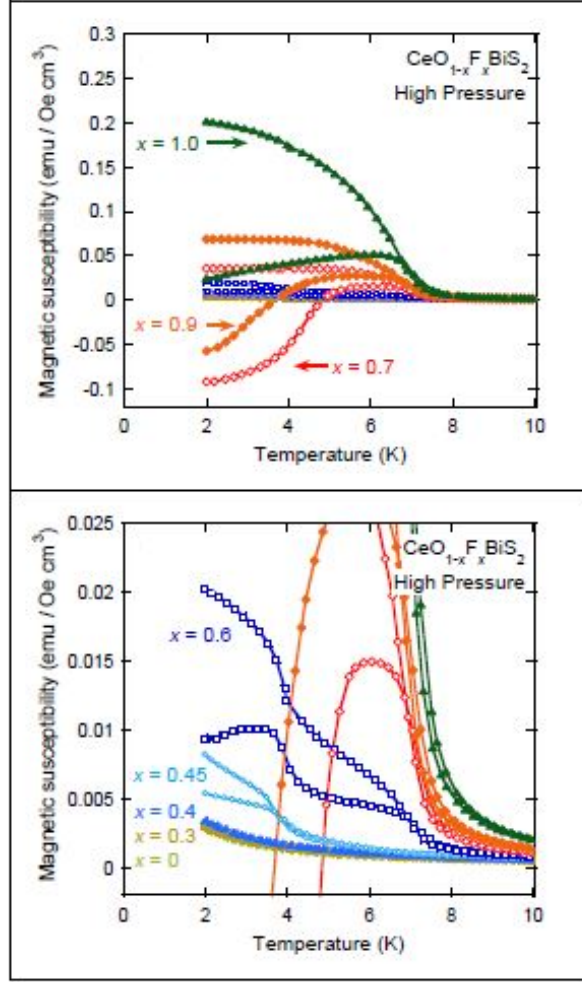 0.3
0.25
0.2
0.15
0.1
0.05
0
-0.05
-0.1
Magnetic susceptibility (emu / Oe cm³)
CeO₁₋ₓFₓBiS₂
High Pressure
x = 1.0
x = 0.9
x = 0.7
0 2 4 6 8 10
Temperature (K)
0.025
0.02
0.015
0.01
0.005
0
Magnetic susceptibility (emu / Oe cm³)
CeO₁₋ₓFₓBiS₂
High Pressure
x = 0.6
x = 0.45
x = 0.4
x = 0.3
x = 0
0 2 4 6 8 10
Temperature (K)